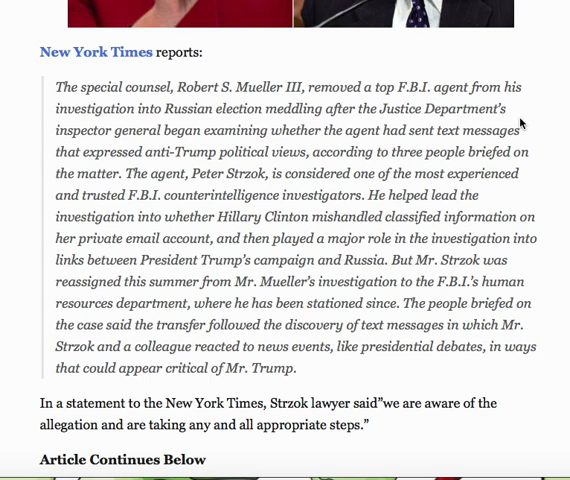 New York Times reports:
The special counsel, Robert S. Mueller III, removed a top F.B.I. agent from his
investigation into Russian election meddling after the Justice Department's
inspector general began examining whether the agent had sent text messages
that expressed anti-Trump political views, according to three people briefed on
the matter. The agent, Peter Strzok, is considered one of the most experienced
and trusted F.B.I. counterintelligence investigators. He helped lead the
investigation into whether Hillary Clinton mishandled classified information on
her private email account, and then played a major role in the investigation into
links between President Trump's campaign and Russia. But Mr. Strzok was
reassigned this summer from Mr. Mueller's investigation to the F.B.I.'s human
resources department, where he has been stationed since. The people briefed on
the case said the transfer followed the discovery of text messages in which Mr.
Strzok and a colleague reacted to news events, like presidential debates, in ways
that could appear critical of Mr. Trump.
In a statement to the New York Times, Strzok lawyer said”we are aware of the
allegation and are taking any and all appropriate steps.”
Article Continues Below